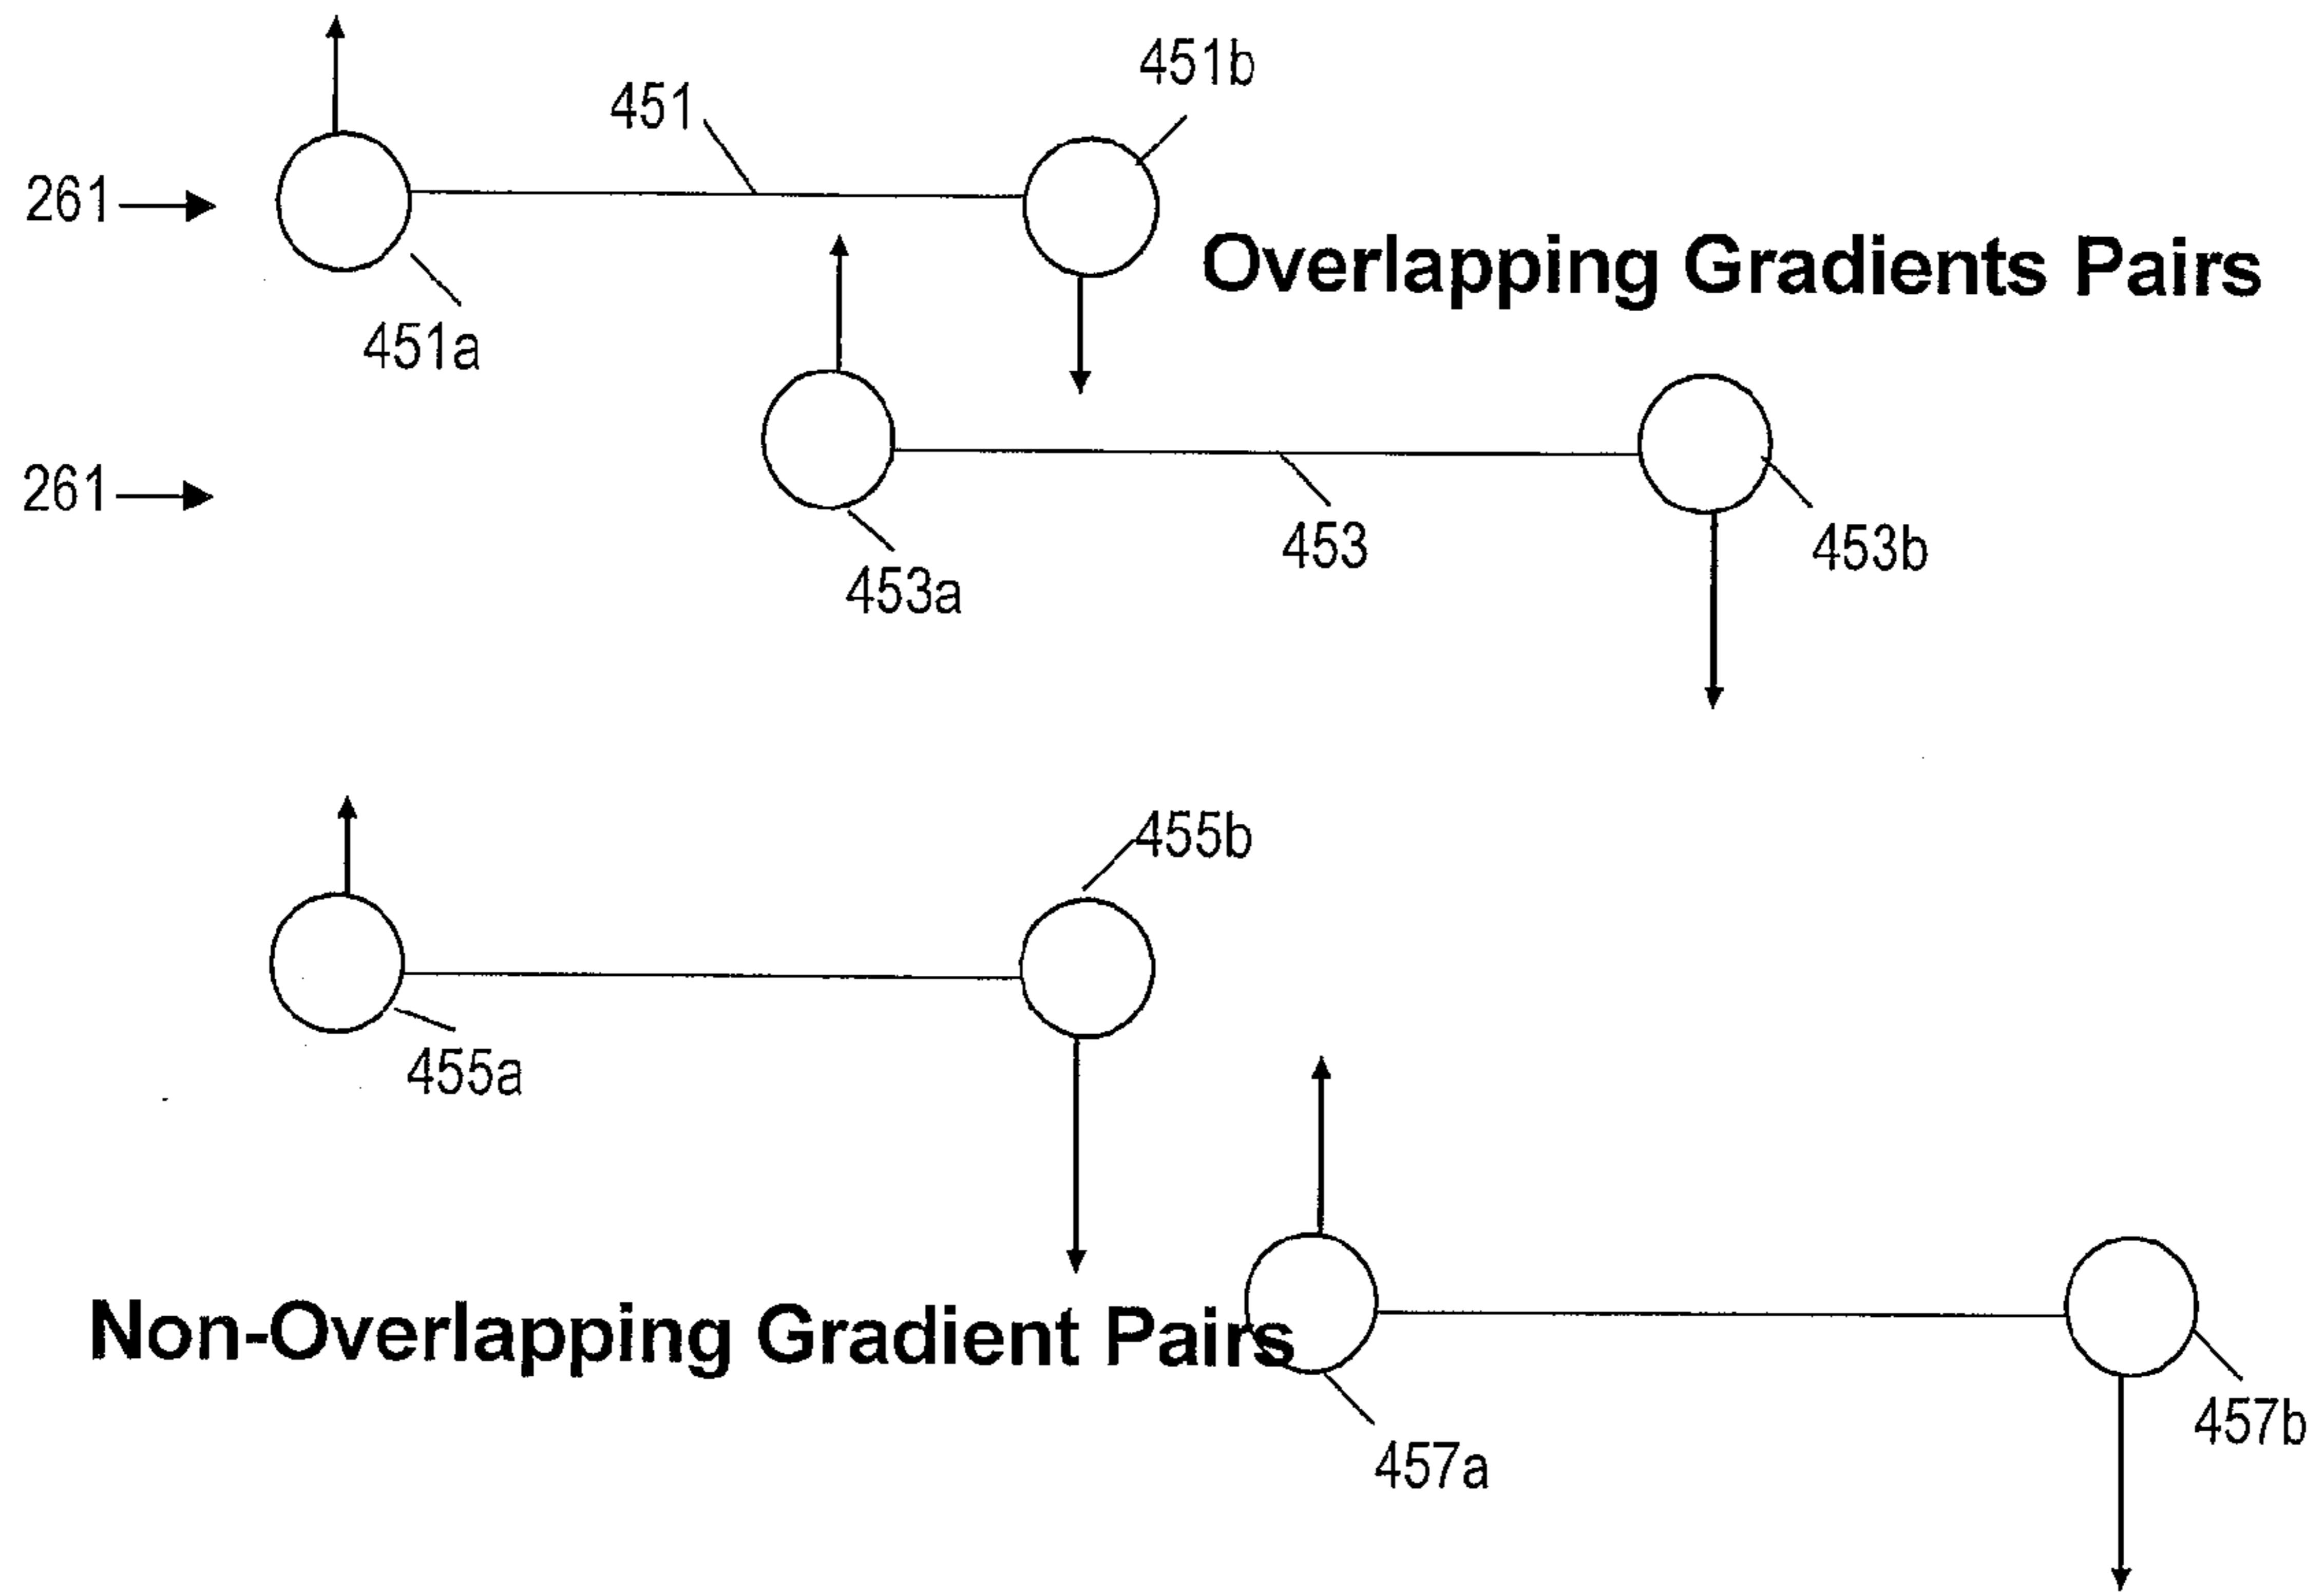 451b
451
261
Overlapping Gradients Pairs
451a
261
453
453b
453a
455b
455a
Non-Overlapping Gradient Pairs
457b
457a